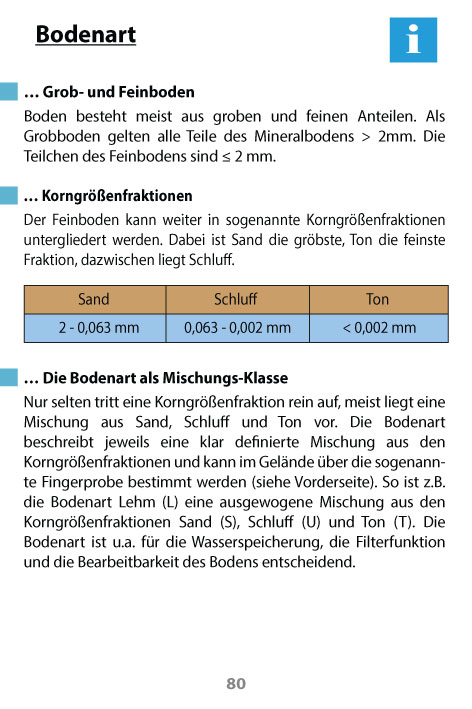 Bodenart
i
... Grob- und Feinboden
Boden besteht meist aus groben und feinen Anteilen. Als
Grobboden gelten alle Teile des Mineralbodens > 2mm. Die
Teilchen des Feinbodens sind ≤ 2 mm.
... Korngrößenfraktionen
Der Feinboden kann weiter in sogenannte Korngrößenfraktionen
untergliedert werden. Dabei ist Sand die gröbste, Ton die feinste
Fraktion, dazwischen liegt Schluff.
Sand Schluff Ton
2 - 0,063 mm 0,063 - 0,002 mm < 0,002 mm
... Die Bodenart als Mischungs-Klasse
Nur selten tritt eine Korngrößenfraktion rein auf, meist liegt eine
Mischung aus Sand, Schluff und Ton vor. Die Bodenart
beschreibt jeweils eine klar definierte Mischung aus den
Korngrößenfraktionen und kann im Gelände über die sogenann-
te Fingerprobe bestimmt werden (siehe Vorderseite). So ist z.B.
die Bodenart Lehm (L) eine ausgewogene Mischung aus den
Korngrößenfraktionen Sand (S), Schluff (U) und Ton (T). Die
Bodenart ist u.a. für die Wasserspeicherung, die Filterfunktion
und die Bearbeitbarkeit des Bodens entscheidend.
80